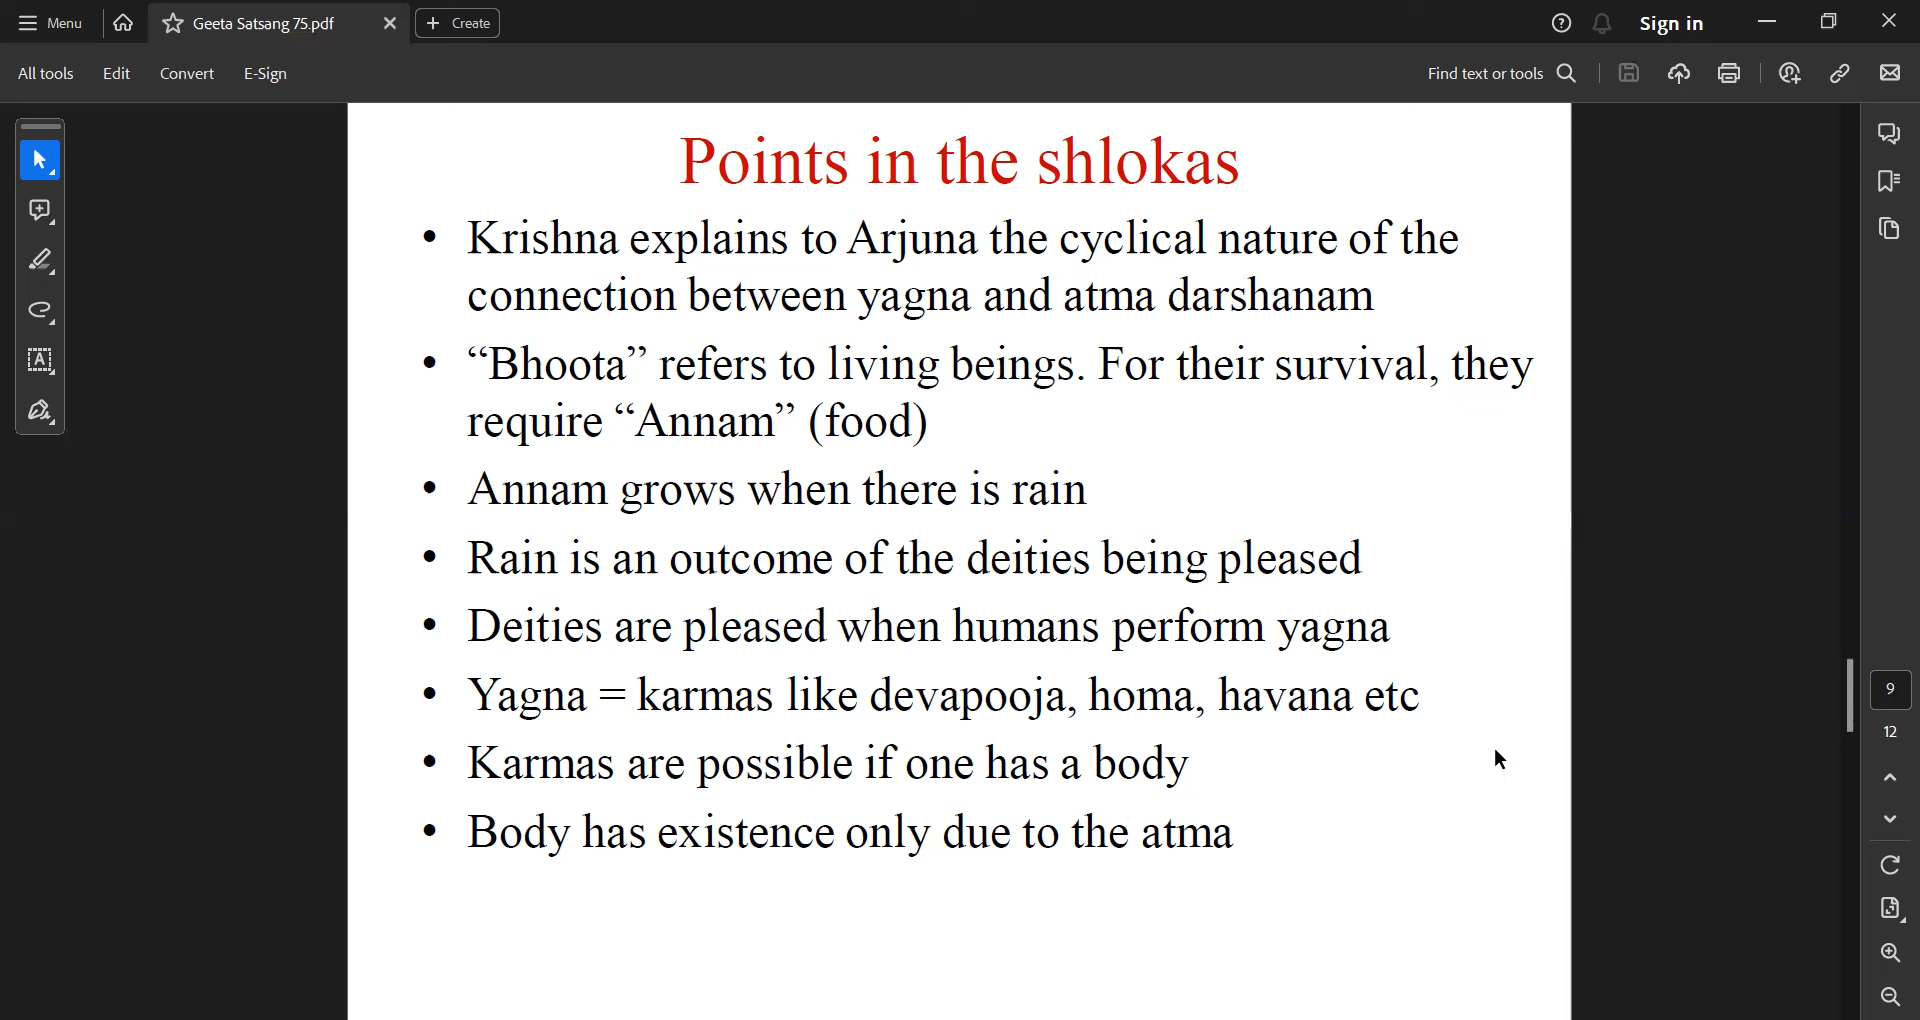 Menu
Geeta Satsang 75.pdf
Create
Sign in
All tools Edit Convert E-Sign
Find text or tools
Points in the shlokas
• Krishna explains to Arjuna the cyclical nature of the
connection between yagna and atma darshanam
• “Bhoota” refers to living beings. For their survival, they
require “Annam” (food)
• Annam grows when there is rain
• Rain is an outcome of the deities being pleased
• Deities are pleased when humans perform yagna
• Yagna = karmas like devapooja, homa, havana etc
• Karmas are possible if one has a body
• Body has existence only due to the atma
9
12